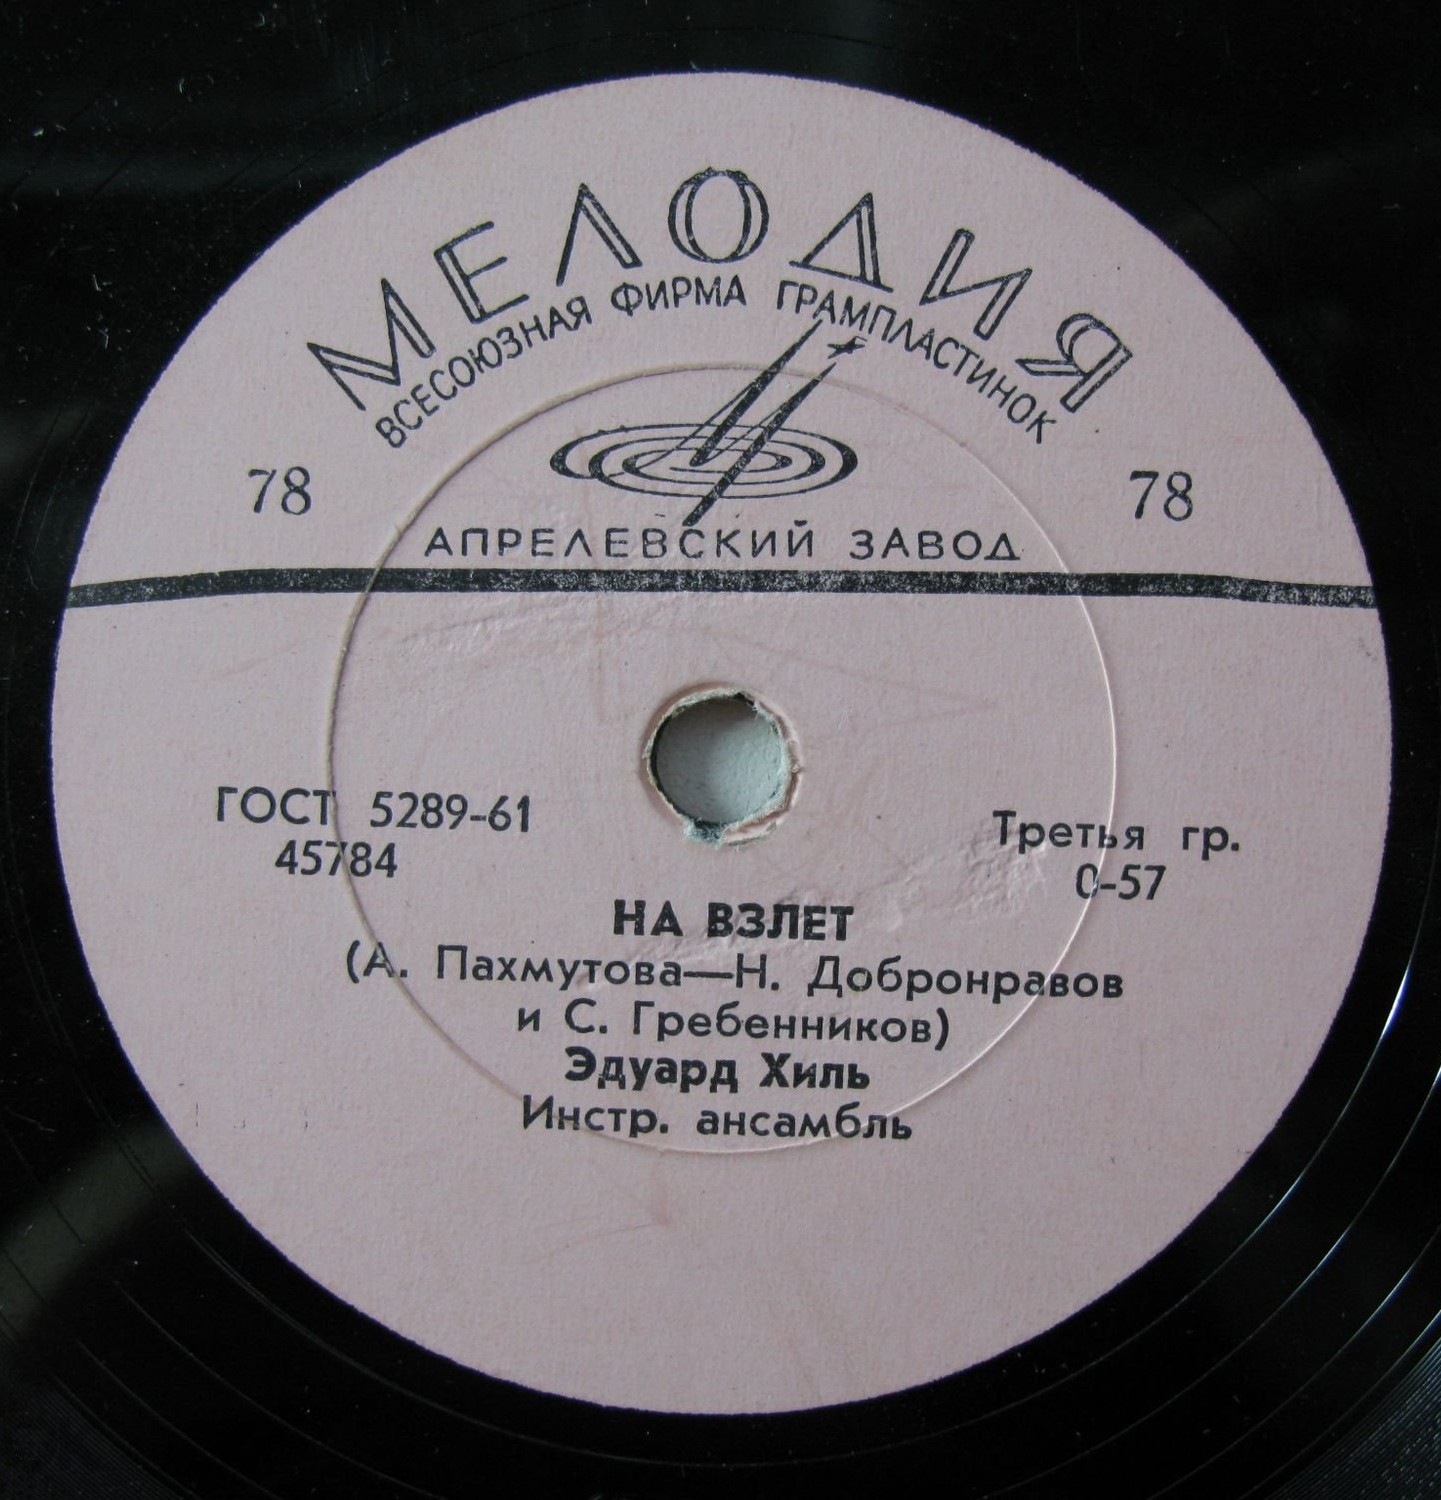 МЕЛОДИЯ
ВСЕСОЮЗНАЯ ФИРМА ГРАМПЛАСТИНОК
78 78
АПРЕЛЕВСКИЙ ЗАВОД
ГОСТ 5289-61 Третья гр.
45784 0-57
НА ВЗЛЕТ
(А. Пахмутова—Н. Добронравов
и С. Гребенников)
Эдуард Хиль
Инстр. ансамбль